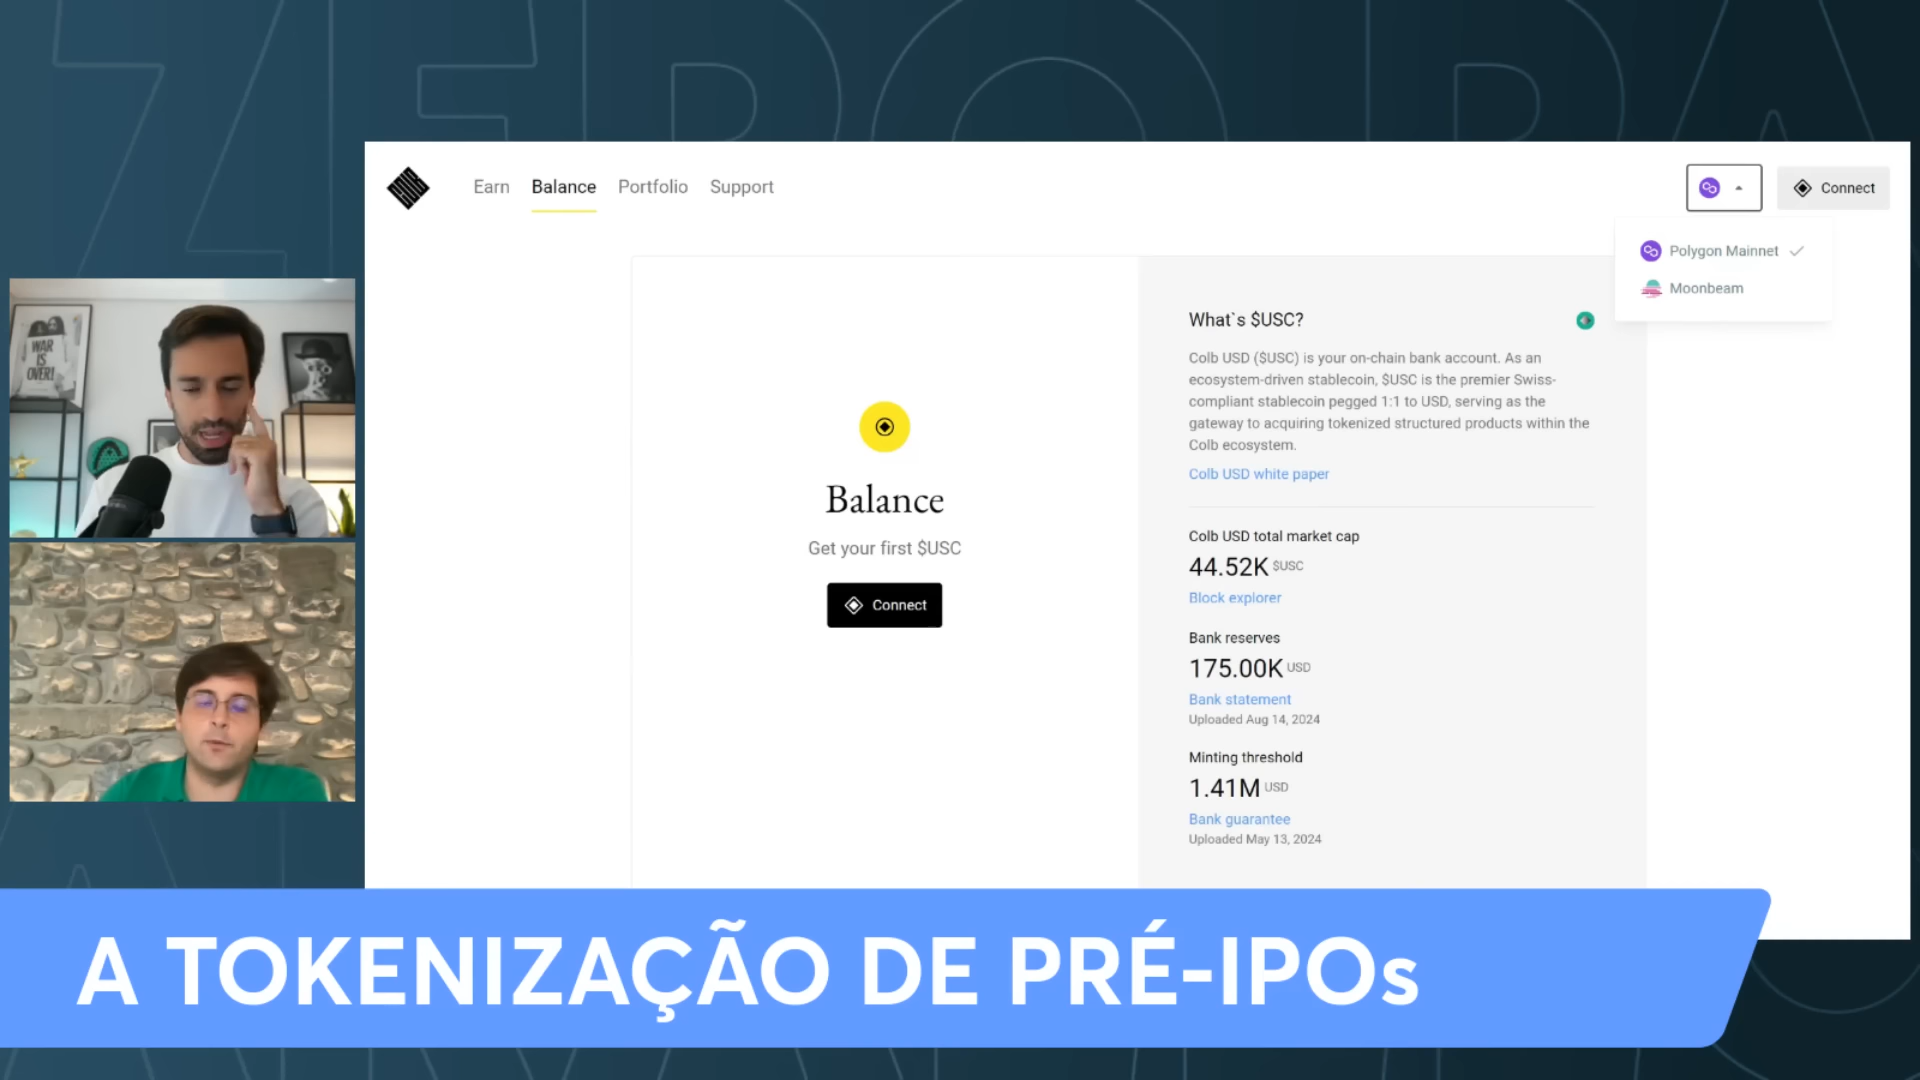 Earn Balance Portfolio Support
Connect
Polygon Mainnet
Moonbeam
WAR
IS
OVER!
Balance
Get your first $USC
Connect
What`s $USC?
Colb USD ($USC) is your on-chain bank account. As an
ecosystem-driven stablecoin, $USC is the premier Swiss-
compliant stablecoin pegged 1:1 to USD, serving as the
gateway to acquiring tokenized structured products within the
Colb ecosystem.
Colb USD white paper
Colb USD total market cap
44.52K $USC
Block explorer
Bank reserves
175.00K USD
Bank statement
Uploaded Aug 14, 2024
Minting threshold
1.41M USD
Bank guarantee
Uploaded May 13, 2024
A TOKENIZAÇÃO DE PRÉ-IPOs